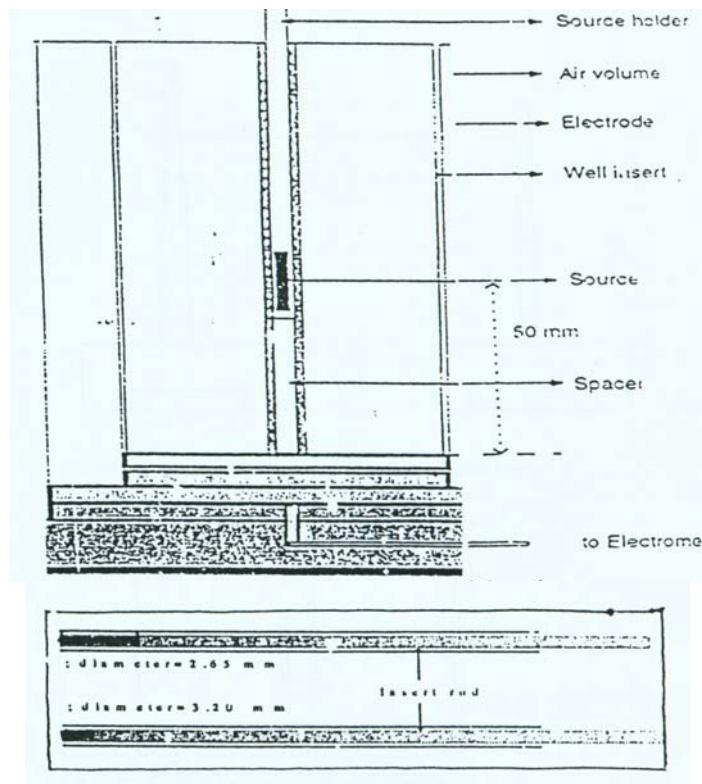 Source holder
Air volume
Electrode
Well insert
Source
50 mm
Spacer
to Electrome
: diameter=2.65 mm
Insert rod
: diameter=3.20 mm